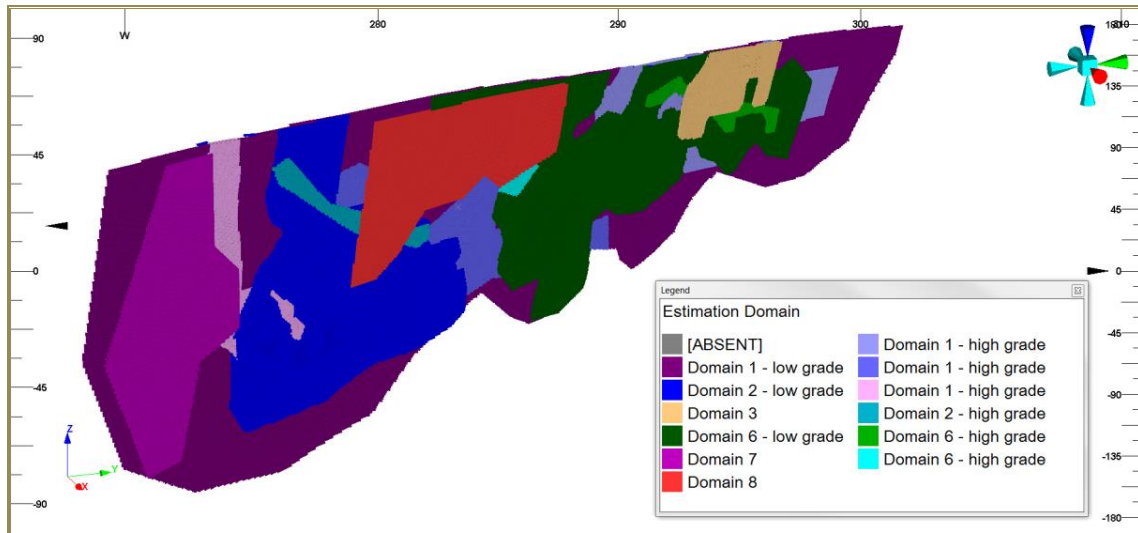 280
290
300
180
10
W
90
45
0
-45
-90
135
90
45
0
-45
-90
-135
-180
Z
Y
X
Legend
Estimation Domain
[ABSENT]
Domain 1 - low grade
Domain 2 - low grade
Domain 3
Domain 6 - low grade
Domain 7
Domain 8
Domain 1 - high grade
Domain 1 - high grade
Domain 1 - high grade
Domain 2 - high grade
Domain 6 - high grade
Domain 6 - high grade